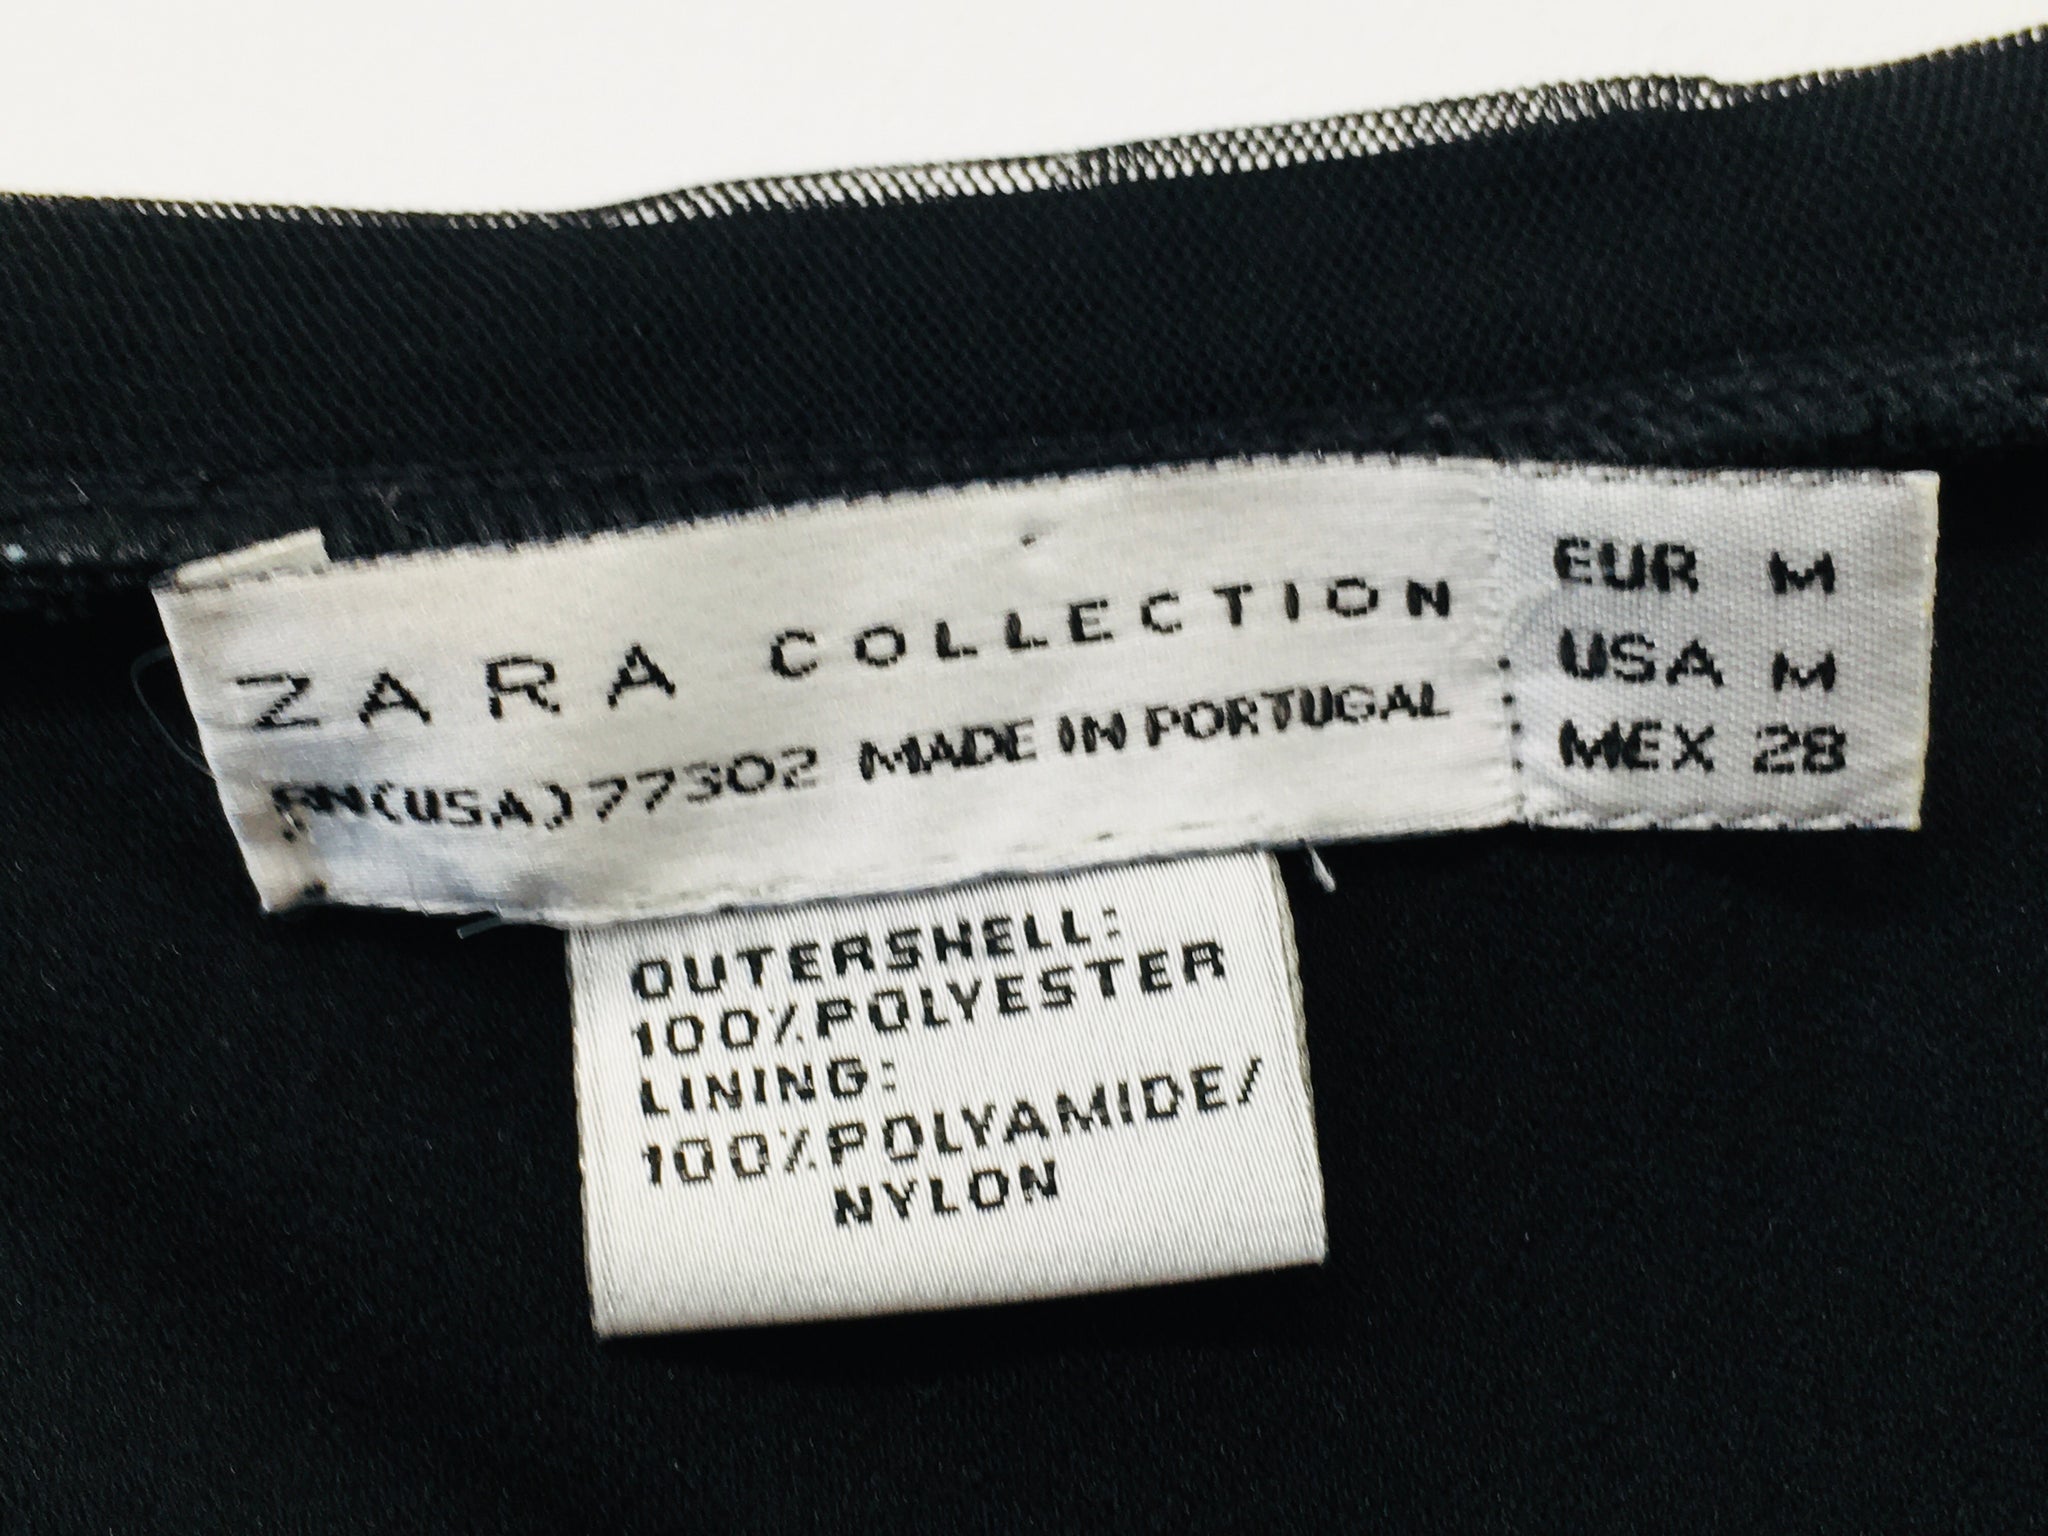 ZARA COLLECTION
RN(USA)77302 MADE IN PORTUGAL
EUR M
USA M
MEX 28
OUTERSHELL:
100%POLYESTER
LINING:
100%POLYAMIDE/
NYLON